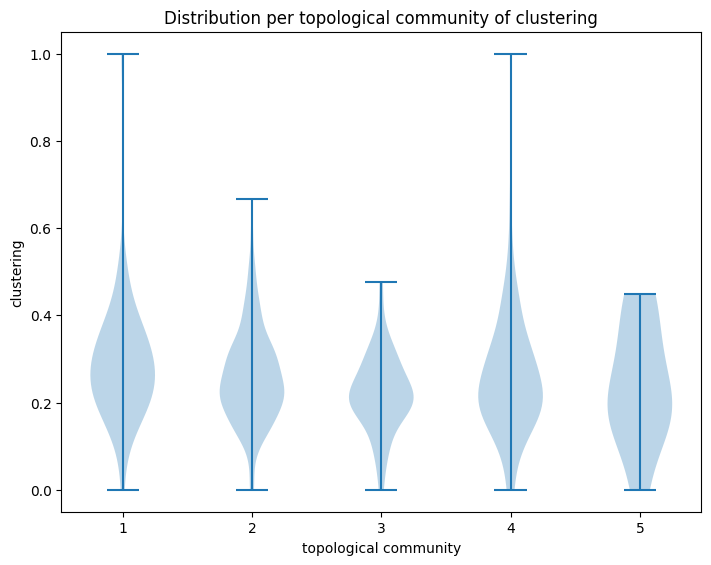 Distribution per topological community of clustering
clustering
1.0
0.8
0.6
0.4
0.2
0.0
1 2 3 4 5
topological community